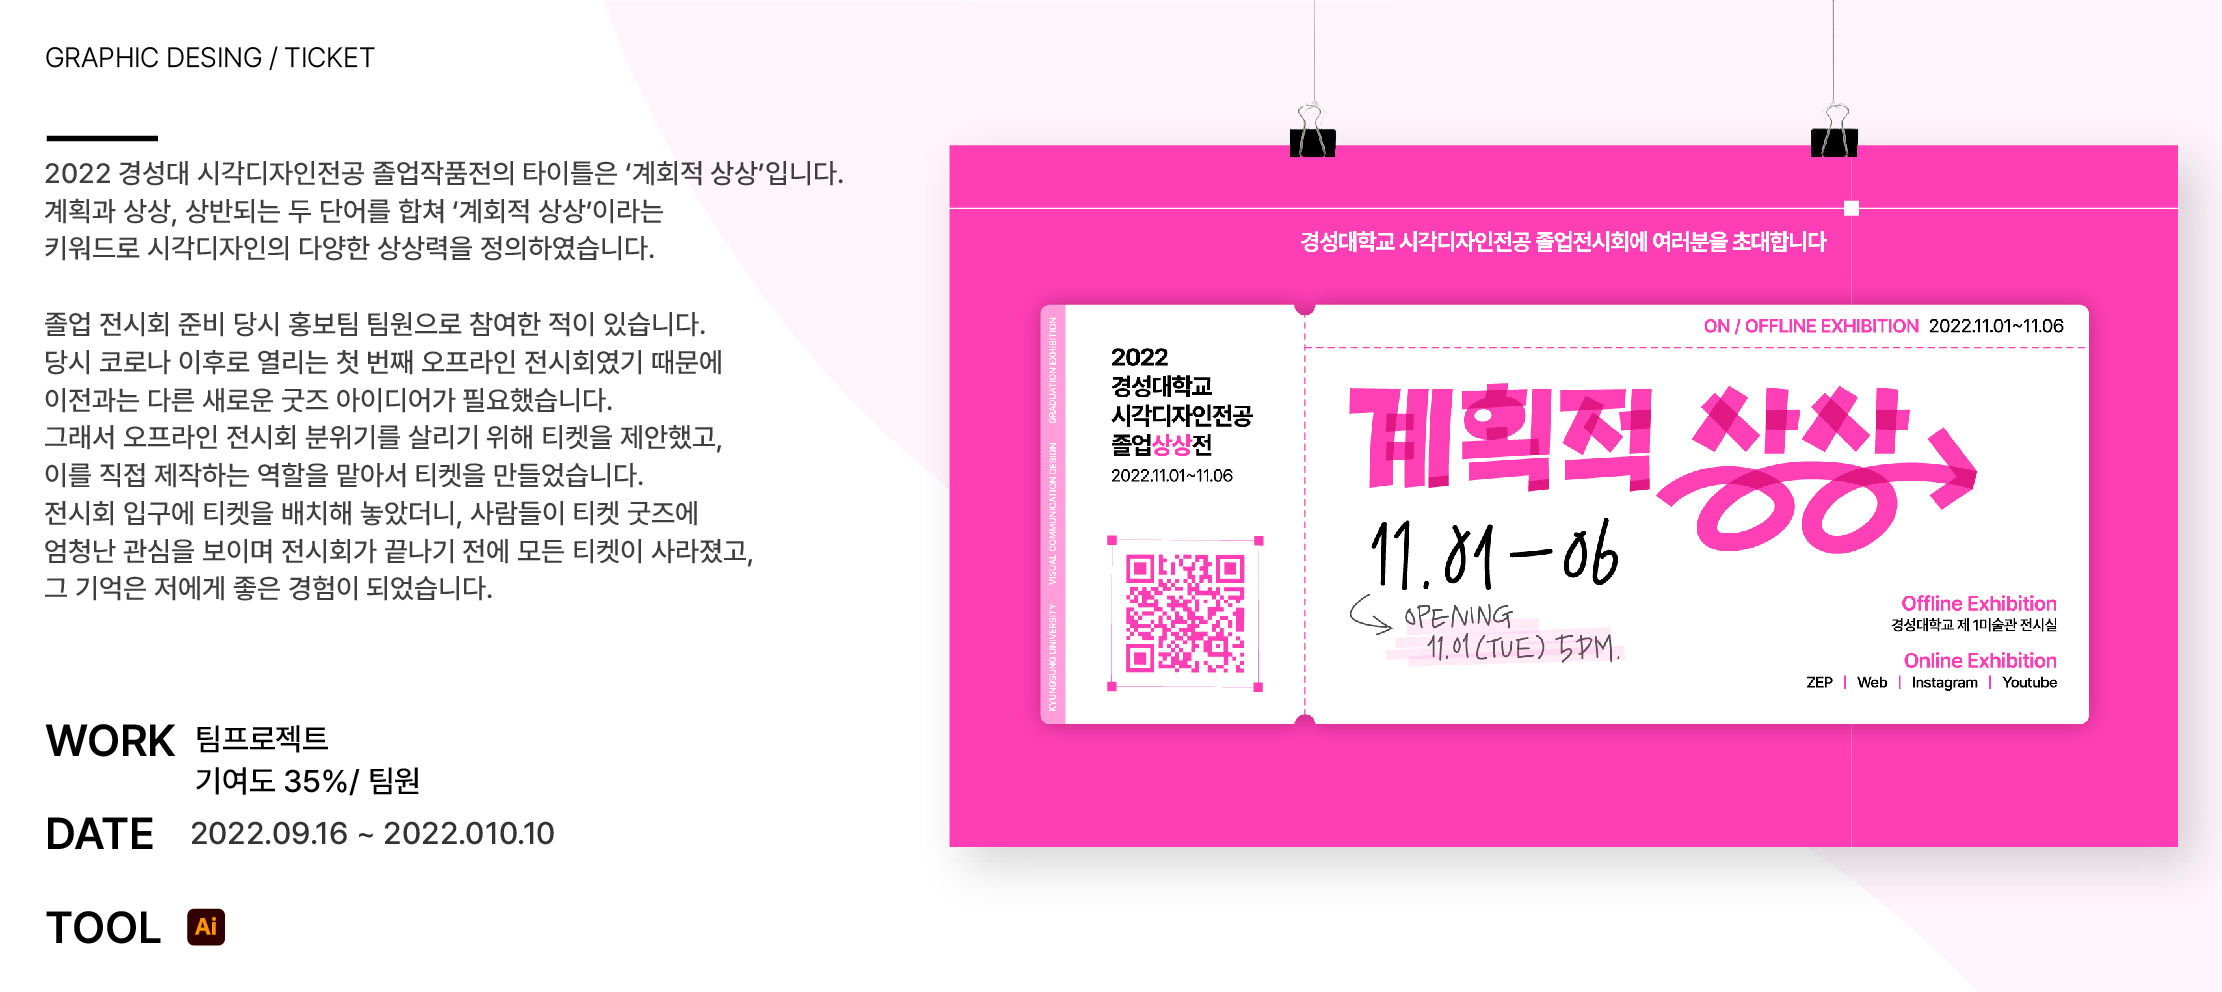 GRAPHIC DESING / TICKET
2022 경성대 시각디자인전공 졸업작품전의 타이틀은 ‘계회적 상상’입니다.
계획과 상상, 상반되는 두 단어를 합쳐 ‘계회적 상상’이라는
키워드로 시각디자인의 다양한 상상력을 정의하였습니다.
졸업 전시회 준비 당시 홍보팀 팀원으로 참여한 적이 있습니다.
당시 코로나 이후로 열리는 첫 번째 오프라인 전시회였기 때문에
이전과는 다른 새로운 굿즈 아이디어가 필요했습니다.
그래서 오프라인 전시회 분위기를 살리기 위해 티켓을 제안했고,
이를 직접 제작하는 역할을 맡아서 티켓을 만들었습니다.
전시회 입구에 티켓을 배치해 놓았더니, 사람들이 티켓 굿즈에
엄청난 관심을 보이며 전시회가 끝나기 전에 모든 티켓이 사라졌고,
그 기억은 저에게 좋은 경험이 되었습니다.
WORK 팀프로젝트
기여도 35%/ 팀원
DATE 2022.09.16 ~ 2022.010.10
TOOL Ai
경성대학교 시각디자인전공 졸업전시회에 여러분을 초대합니다
KYUNGSUNG UNIVERSITY VISUAL COMMUNICATION DESIGN GRADUATION EXHIBITION
2022
경성대학교
시각디자인전공
졸업상상전
2022.11.01~11.06
ON / OFFLINE EXHIBITION 2022.11.01~11.06
계획적 상상
11.01-06
OPENING
11.01(TUE) 5PM.
Offline Exhibition
경성대학교 제 1미술관 전시실
Online Exhibition
ZEP | Web | Instagram | Youtube